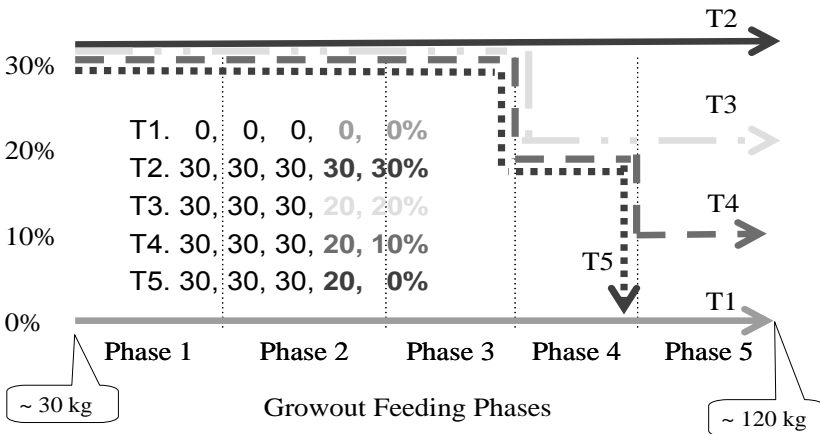 T2
30%
T3
T1. 0, 0, 0, 0, 0%
20%
T2. 30, 30, 30, 30, 30%
T3. 30, 30, 30, 20, 20%
T4
T4. 30, 30, 30, 20, 10%
10%
T5. 30, 30, 30, 20, 0%
T5
T1
0%
Phase 1 Phase 2 Phase 3 Phase 4 Phase 5
~ 30 kg
Growout Feeding Phases
~ 120 kg